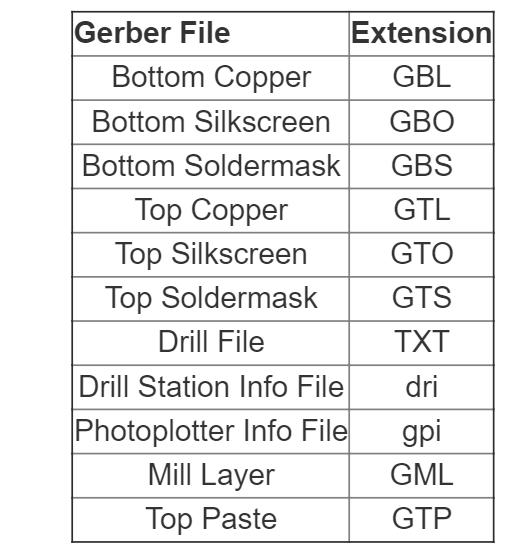 Gerber File Extension
Bottom Copper GBL
Bottom Silkscreen GBO
Bottom Soldermask GBS
Top Copper GTL
Top Silkscreen GTO
Top Soldermask GTS
Drill File TXT
Drill Station Info File dri
Photoplotter Info File gpi
Mill Layer GML
Top Paste GTP